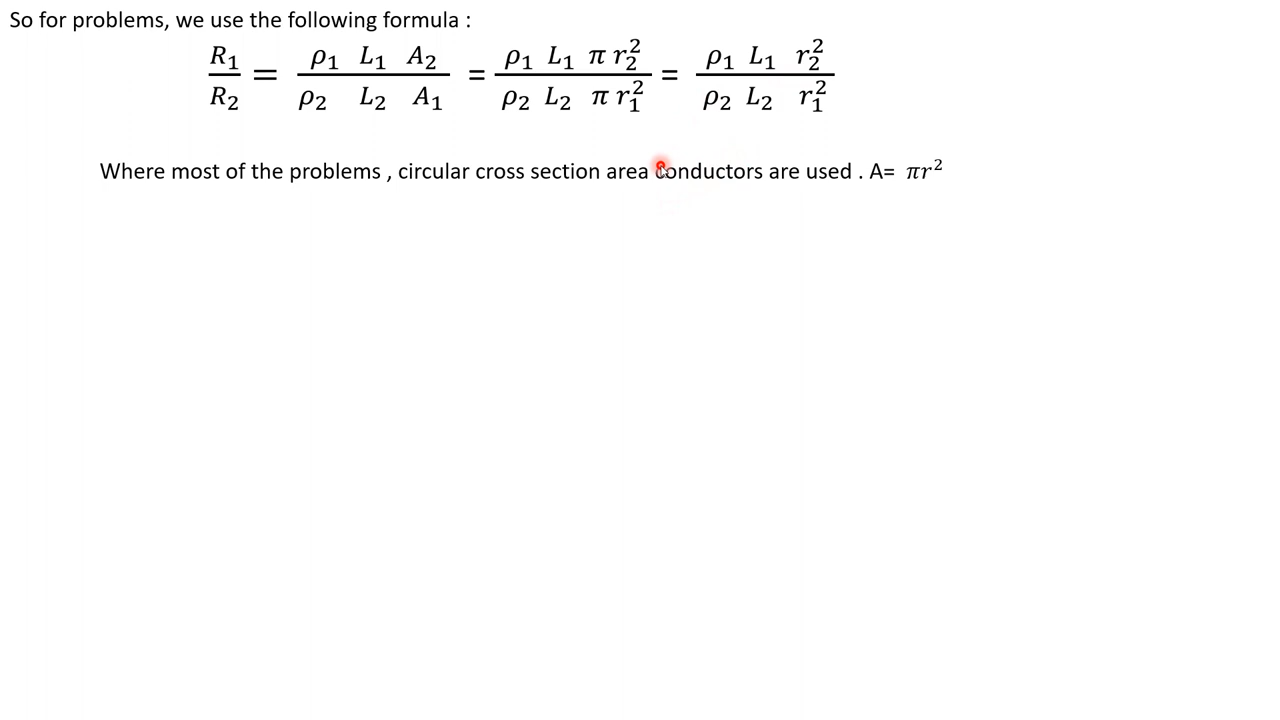 So for problems, we use the following formula :
R₁/R₂ = ρ₁ L₁ A₂ / ρ₂ L₂ A₁ = ρ₁ L₁ π r₂² / ρ₂ L₂ π r₁² = ρ₁ L₁ r₂² / ρ₂ L₂ r₁²
Where most of the problems , circular cross section area conductors are used . A= πr²